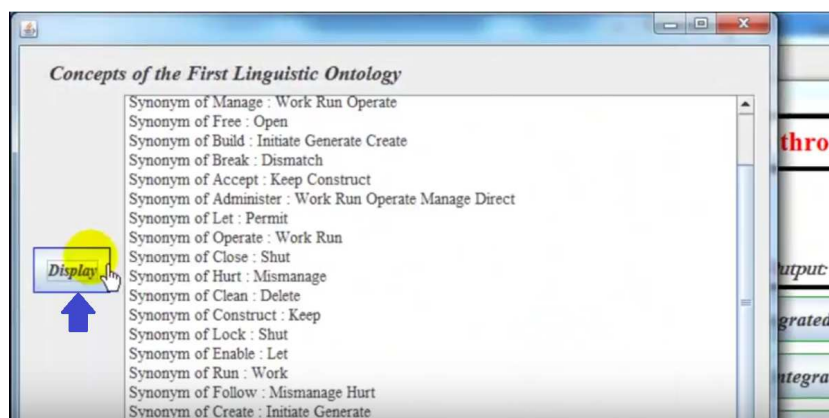 Concepts of the First Linguistic Ontology
Synonym of Manage : Work Run Operate
Synonym of Free : Open
Synonym of Build : Initiate Generate Create
Synonym of Break : Dismatch
Synonym of Accept : Keep Construct
Synonym of Administer : Work Run Operate Manage Direct
Synonym of Let : Permit
Synonym of Operate : Work Run
Synonym of Close : Shut
Synonym of Hurt : Mismanage
Synonym of Clean : Delete
Synonym of Construct : Keep
Synonym of Lock : Shut
Synonym of Enable : Let
Synonym of Run : Work
Synonym of Follow : Mismanage Hurt
Synonym of Create : Initiate Generate
Display
thro
utput:
grated
ntegra